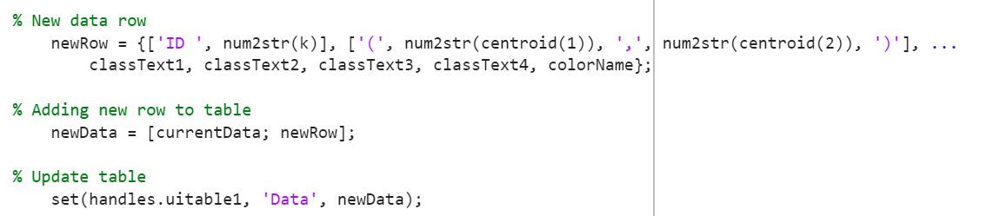 % New data row
newRow = {['ID ', num2str(k)], ['(', num2str(centroid(1)), ',', num2str(centroid(2)), ')'], ...
classText1, classText2, classText3, classText4, colorName};
% Adding new row to table
newData = [currentData; newRow];
% Update table
set(handles.uitable1, 'Data', newData);